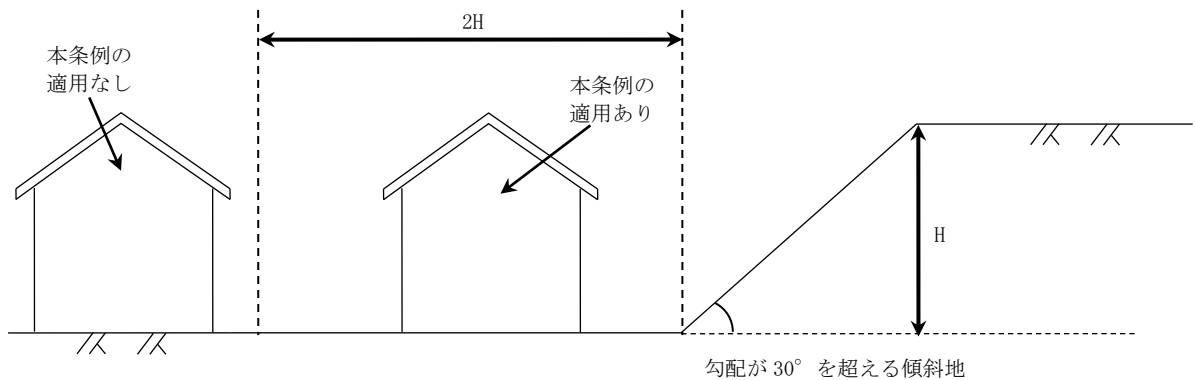 2H
本条例の
適用なし
本条例の
適用あり
H
勾配が 30°を超える傾斜地